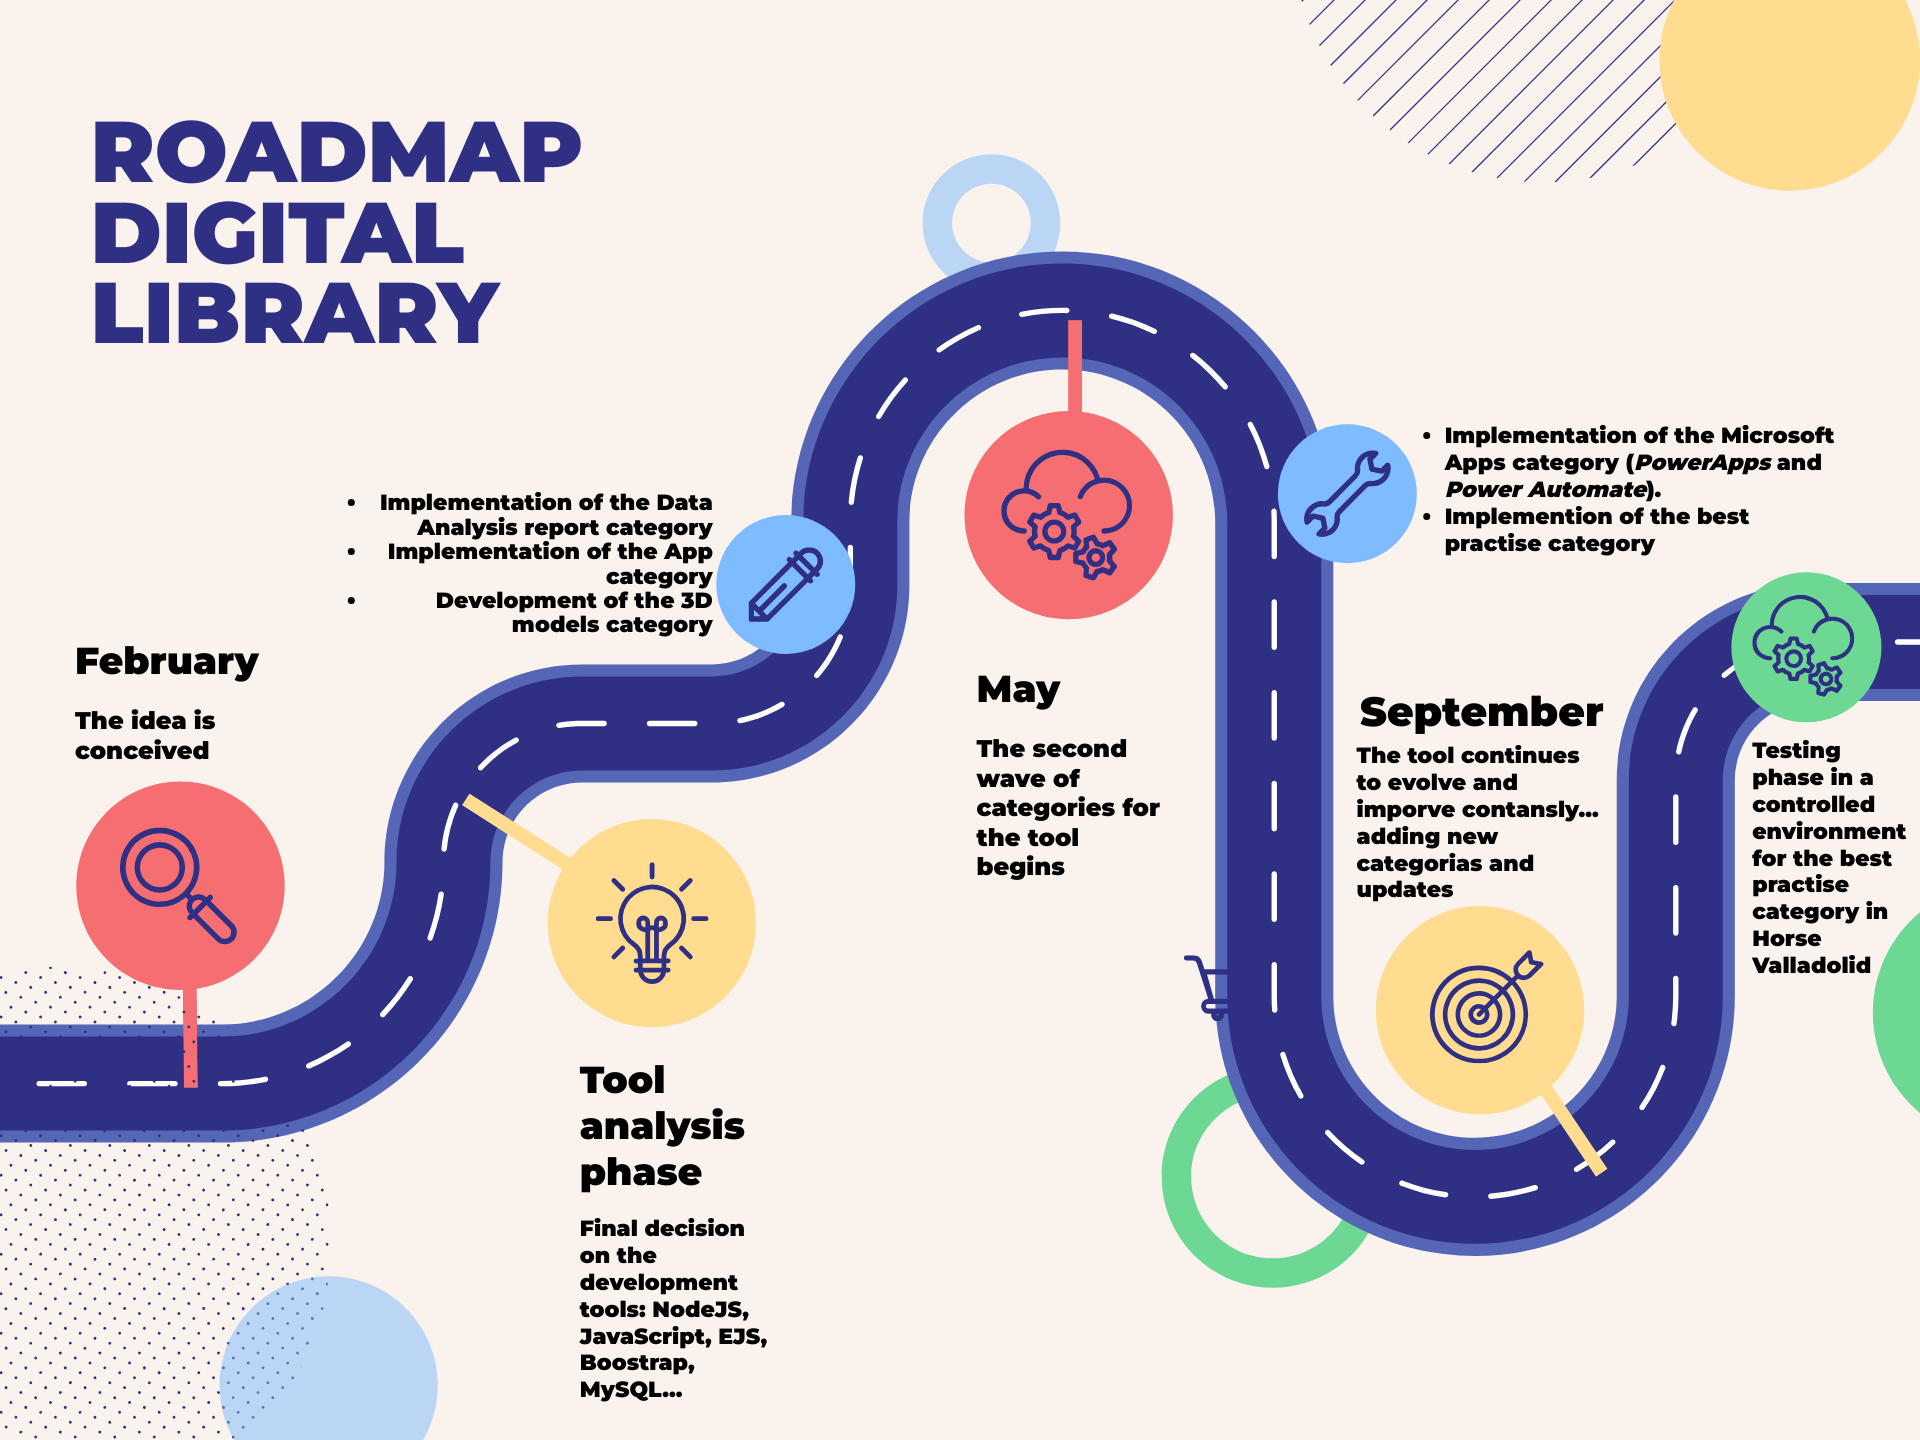 ROADMAP
DIGITAL
LIBRARY
February
The idea is
conceived
Tool
analysis
phase
Final decision
on the
development
tools: NodeJS,
JavaScript, EJS,
Boostrap,
MySQL...
• Implementation of the Data
Analysis report category
• Implementation of the App
category
• Development of the 3D
models category
May
The second
wave of
categories for
the tool
begins
• Implementation of the Microsoft
Apps category (PowerApps and
Power Automate).
• Implemention of the best
practise category
September
The tool continues
to evolve and
imporve contansly...
adding new
categorias and
updates
Testing
phase in a
controlled
environment
for the best
practise
category in
Horse
Valladolid